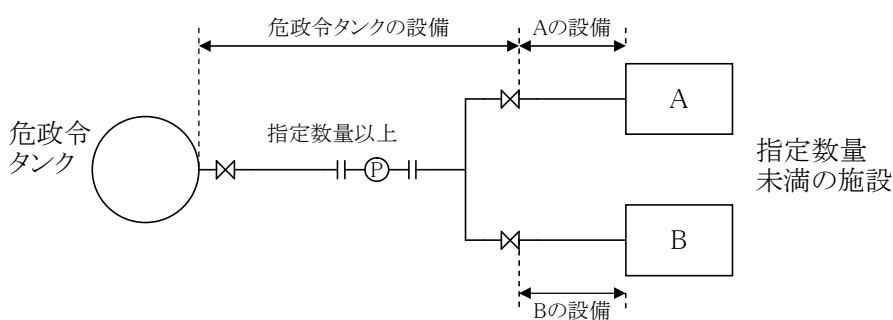 危政令タンクの設備
Aの設備
危政令
タンク
指定数量以上
P
A
指定数量
未満の施設
B
Bの設備